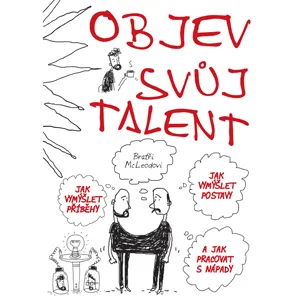 OBJEV
SVŮJ
TALENT
Bratři
McLeodovi
JAK
VYMÝŠLET
PŘÍBĚHY
JAK
VYMÝŠLET
POSTAVY
A JAK
PRACOVAT
S NÁPADY